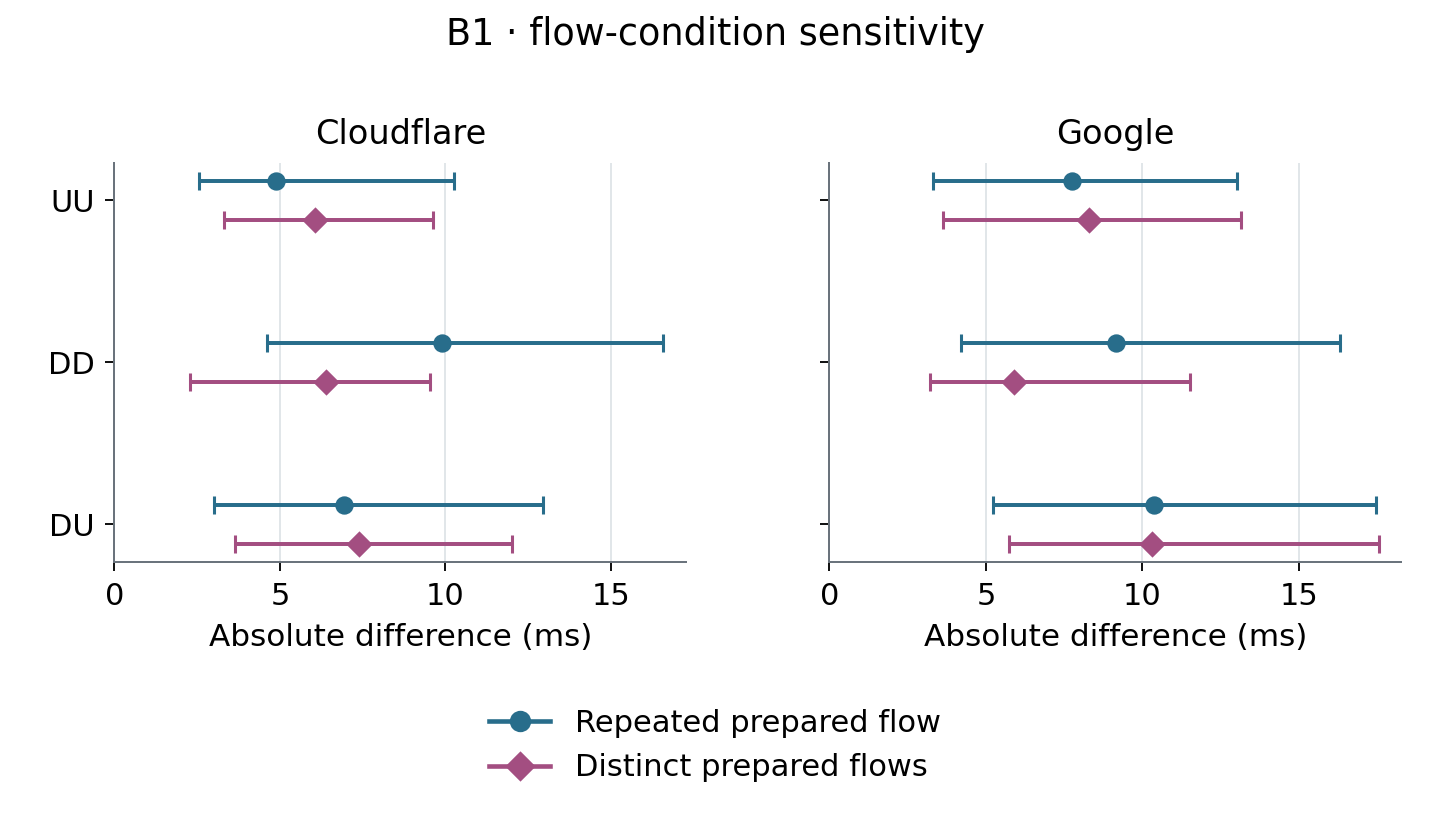 B1 · flow-condition sensitivity
Cloudflare
Google
UU
DD
DU
0 5 10 15
0 5 10 15
Absolute difference (ms)
Absolute difference (ms)
Repeated prepared flow
Distinct prepared flows